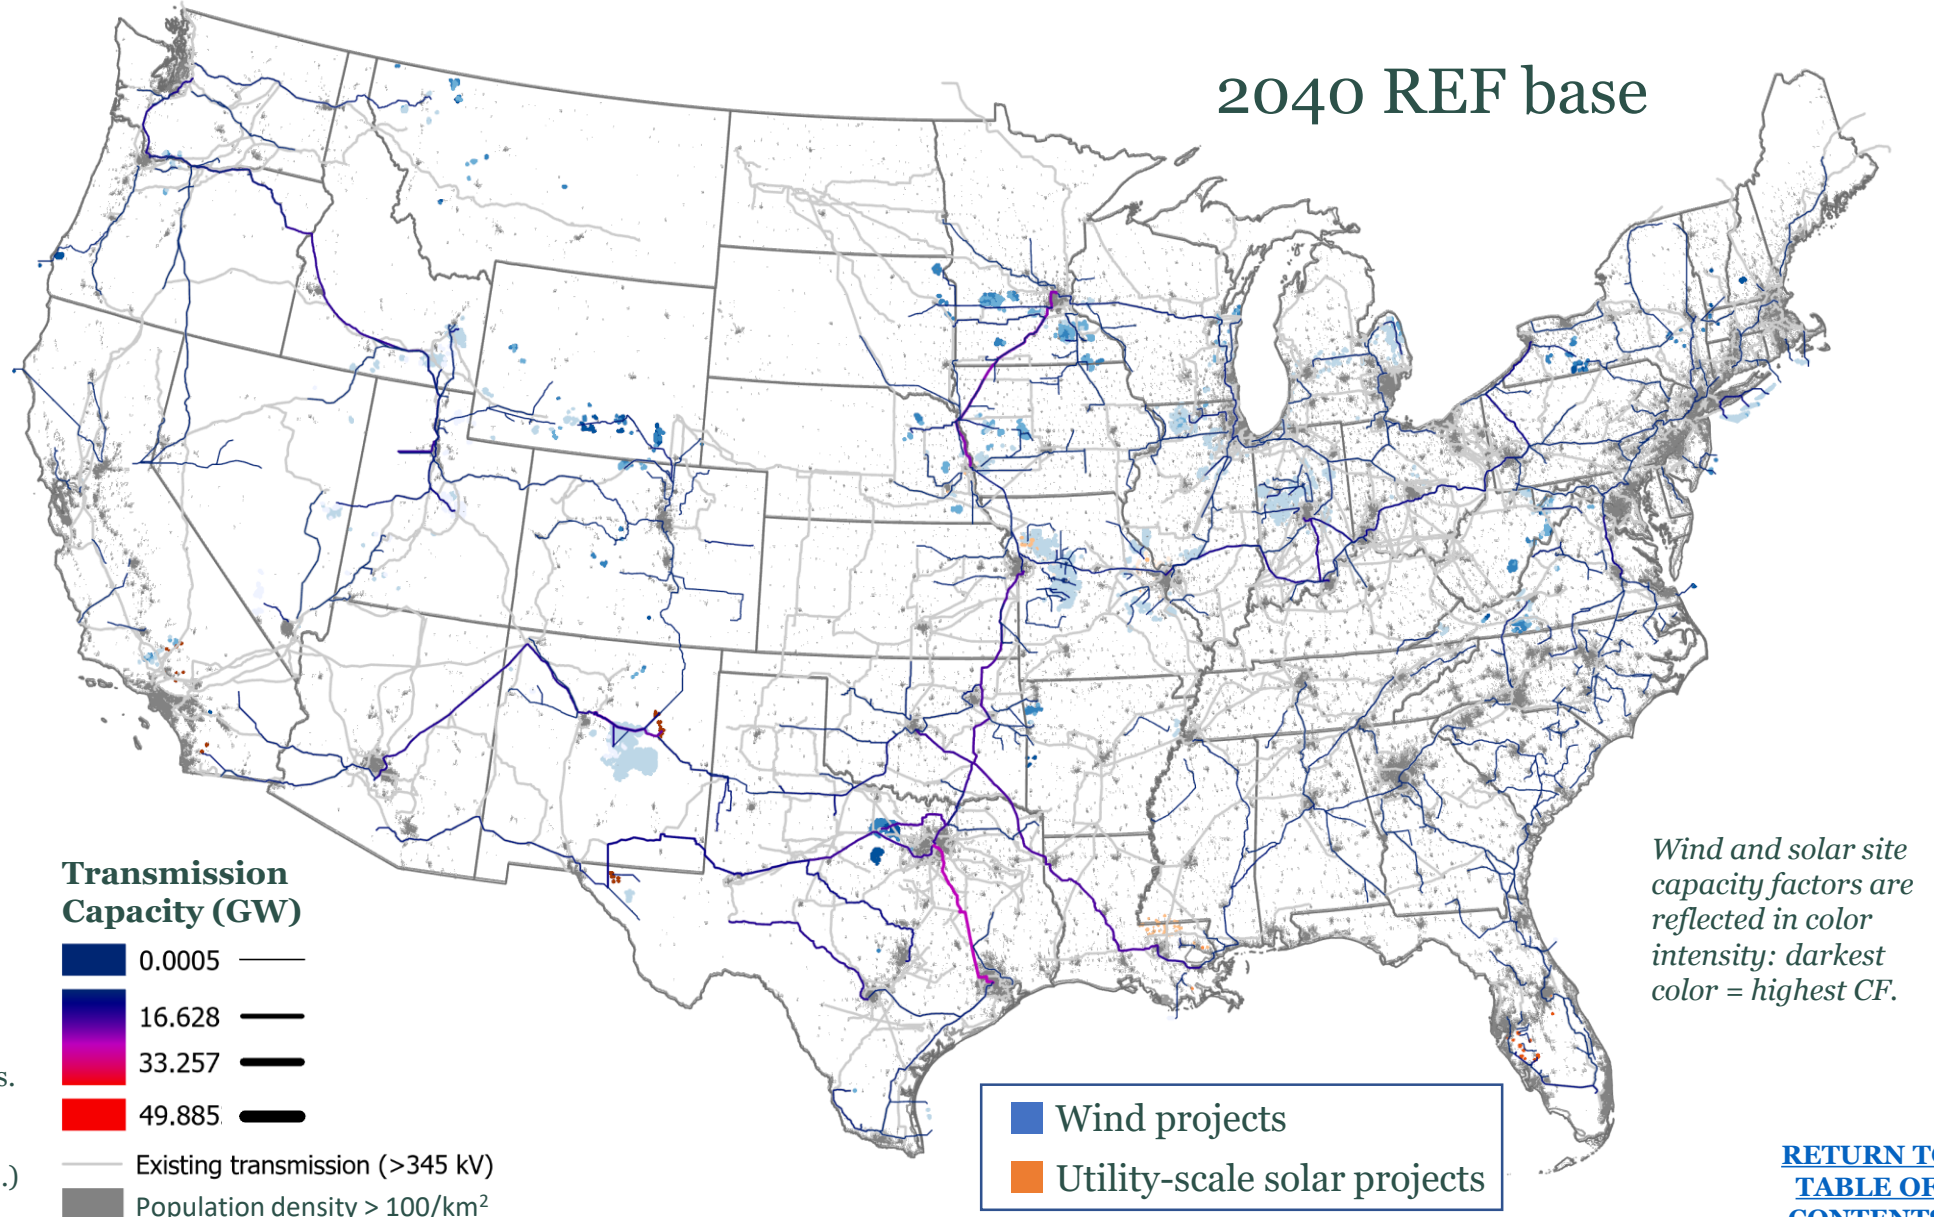 2040 REF base
Wind and solar site
capacity factors are
reflected in color
intensity: darkest
color = highest CF.
Transmission
Capacity (GW)
0.0005
16.628
33.257
49.885
Existing transmission (>345 kV)
Population density > 100/km²
s.
.)
Wind projects
Utility-scale solar projects
RETURN TO
TABLE OF
CONTENTS